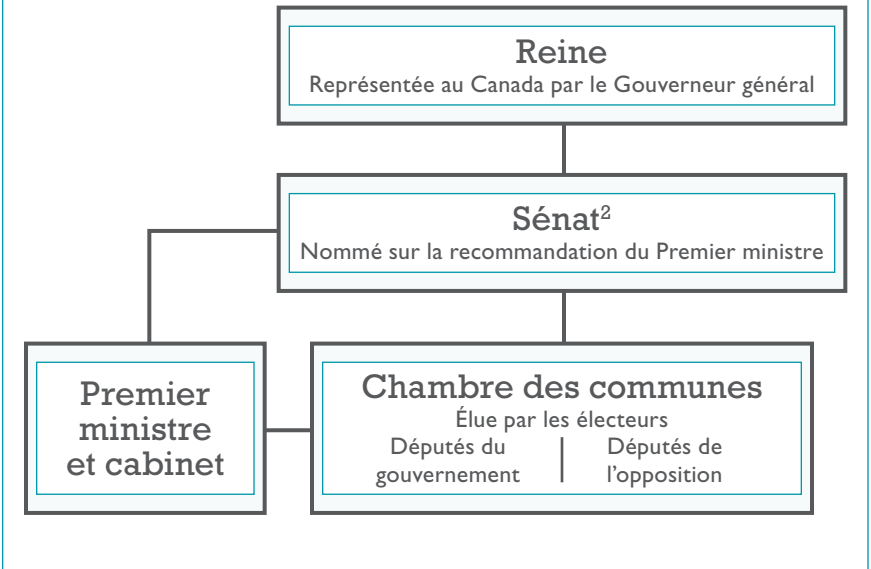 Reine
Représentée au Canada par le Gouverneur général
Sénat²
Nommé sur la recommandation du Premier ministre
Premier
ministre
et cabinet
Chambre des communes
Élue par les électeurs
Députés du
gouvernement
Députés de
l'opposition